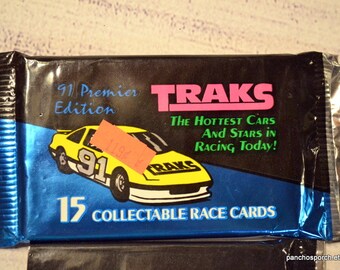 91 Premier
Edition
TRAKS
The Hottest Cars
And Stars in
Racing Today!
91
TRAKS
15 COLLECTABLE RACE CARDS
panchosporch.et